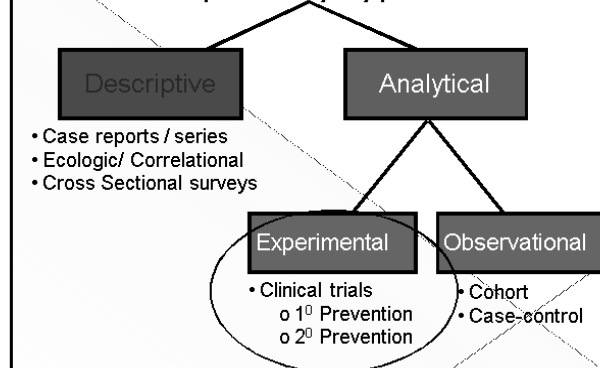 Descriptive
Analytical
• Case reports / series
• Ecologic/ Correlational
• Cross Sectional surveys
Experimental
Observational
• Clinical trials
o 1⁰ Prevention
o 2⁰ Prevention
• Cohort
• Case-control